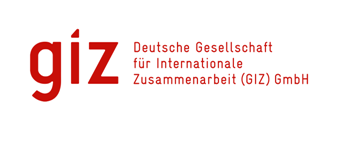 giz
Deutsche Gesellschaft
für Internationale
Zusammenarbeit (GIZ) GmbH